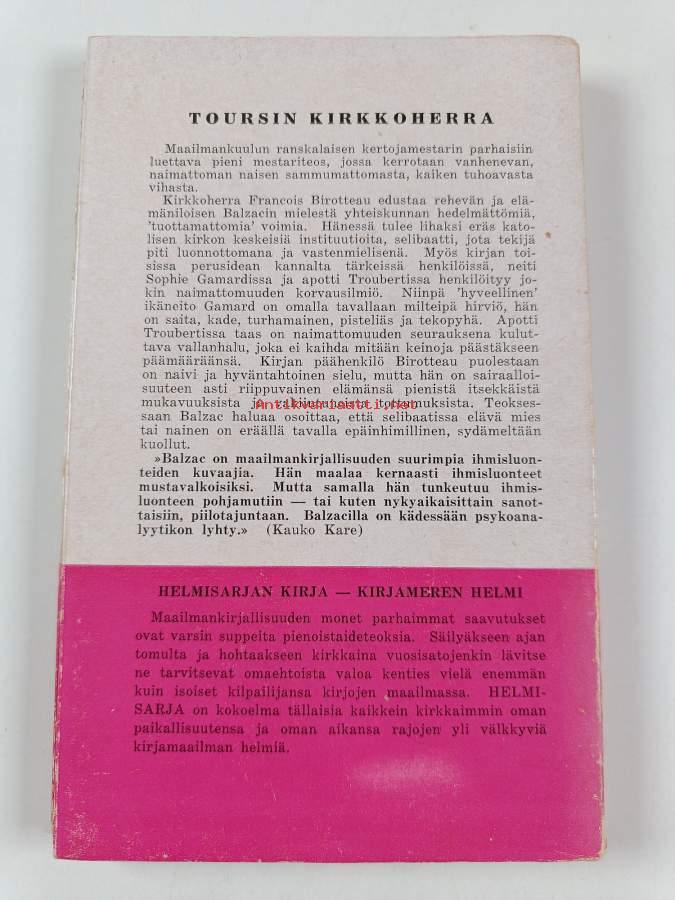 TOURSIN KIRKKOHERRA
Maailmankuulun ranskalaisen kertojamestarin parhaisiin
luettava pieni mestariteos, jossa kerrotaan vanhenevan,
naimattoman naisen sammumattomasta, kaiken tuhoavasta
vihasta.
Kirkkoherra Francois Birotteau edustaa rehevän ja elä-
mäniloisen Balzacin mielestä yhteiskunnan hedelmättömiä,
'tuottamattomia' voimia. Hänessä tulee lihaksi eräs kato-
lisen kirkon keskeisiä instituutioita, selibaatti, jota tekijä
piti luonnottomana ja vastenmielisenä. Myös kirjan toi-
sissa perusidean kannalta tärkeissä henkilöissä, neiti
Sophie Gamardissa ja apotti Troubertissa henkilöityy jo-
kin naimattomuuden korvausilmiö. Niinpä 'hyveellinen'
ikäneito Gamard on omalla tavallaan milteipä hirviö, hän
on saita, kade, turhamainen, pisteliäs ja tekopyhä. Apotti
Troubertissa taas on naimattomuuden seurauksena kulut-
tava vallanhalu, joka ei kaihda mitään keinoja päästäkseen
päämääräänsä. Kirjan päähenkilö Birotteau puolestaan
on naivi ja hyväntahtoinen sielu, mutta hän on sairaalloi-
suuteen asti riippuvainen elämänsä pienistä itsekkäistä
mukavuuksista ja vakiutuneista tottumuksista. Teokses-
Antikvariaatti.net
saan Balzac haluaa osoittaa, että selibaatissa elävä mies
tai nainen on eräällä tavalla epäinhimillinen, sydämeltään
kuollut.
»Balzac on maailmankirjallisuuden suurimpia ihmisluon-
teiden kuvaajia. Hän maalaa kernaasti ihmisluonteet
mustavalkoisiksi. Mutta samalla hän tunkeutuu ihmis-
luonteen pohjamutiin — tai kuten nykyaikaisittain sanot-
taisiin, piilotajuntaan. Balzacilla on kädessään psykoana-
lyytikon lyhty.» (Kauko Kare)
HELMISARJAN KIRJA — KIRJAMEREN HELMI
Maailmankirjallisuuden monet parhaimmat saavutukset
ovat varsin suppeita pienoistaideteoksia. Säilyäkseen ajan
tomulta ja hohtaakseen kirkkaina vuosisatojenkin lävitse
ne tarvitsevat omaehtoista valoa kenties vielä enemmän
kuin isoiset kilpailijansa kirjojen maailmassa. HELMI-
SARJA on kokoelma tällaisia kaikkein kirkkaimmin oman
paikallisuutensa ja oman aikansa rajojen yli välkkyviä
kirjamaailman helmiä.